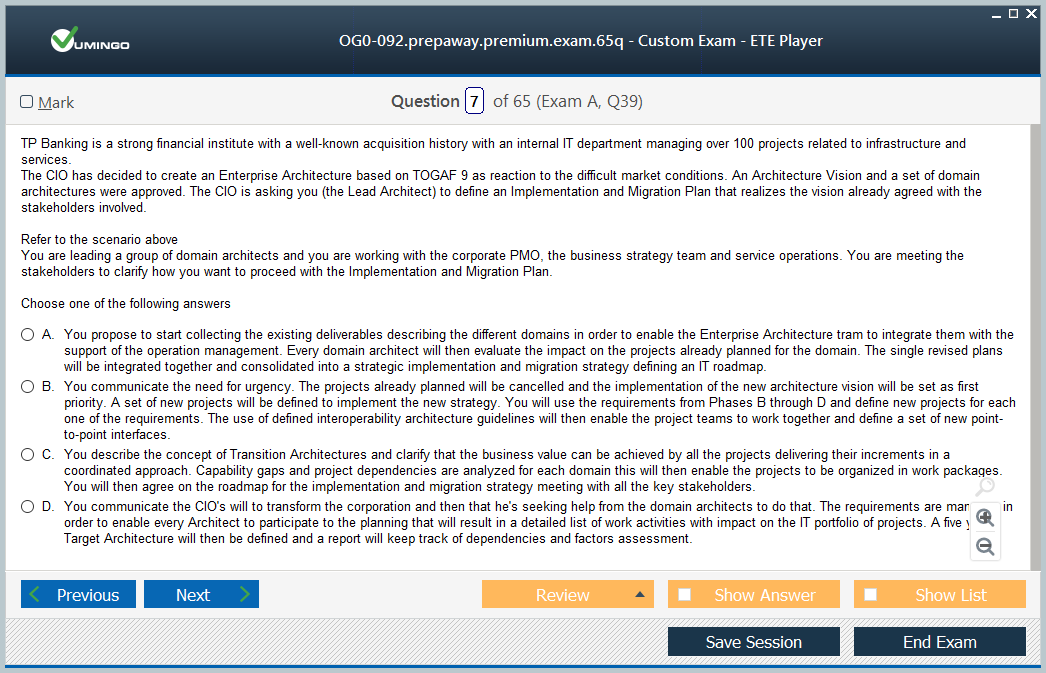 VUMINGO
OG0-092.prepaway.premium.exam.65q - Custom Exam - ETE Player
Mark
Question 7 of 65 (Exam A, Q39)
TP Banking is a strong financial institute with a well-known acquisition history with an internal IT department managing over 100 projects related to infrastructure and
services.
The CIO has decided to create an Enterprise Architecture based on TOGAF 9 as reaction to the difficult market conditions. An Architecture Vision and a set of domain
architectures were approved. The CIO is asking you (the Lead Architect) to define an Implementation and Migration Plan that realizes the vision already agreed with the
stakeholders involved.
Refer to the scenario above
You are leading a group of domain architects and you are working with the corporate PMO, the business strategy team and service operations. You are meeting the
stakeholders to clarify how you want to proceed with the Implementation and Migration Plan.
Choose one of the following answers
A. You propose to start collecting the existing deliverables describing the different domains in order to enable the Enterprise Architecture tram to integrate them with the
support of the operation management. Every domain architect will then evaluate the impact on the projects already planned for the domain. The single revised plans
will be integrated together and consolidated into a strategic implementation and migration strategy defining an IT roadmap.
B. You communicate the need for urgency. The projects already planned will be cancelled and the implementation of the new architecture vision will be set as first
priority. A set of new projects will be defined to implement the new strategy. You will use the requirements from Phases B through D and define new projects for each
one of the requirements. The use of defined interoperability architecture guidelines will then enable the project teams to work together and define a set of new point-
to-point interfaces.
C. You describe the concept of Transition Architectures and clarify that the business value can be achieved by all the projects delivering their increments in a
coordinated approach. Capability gaps and project dependencies are analyzed for each domain this will then enable the projects to be organized in work packages.
You will then agree on the roadmap for the implementation and migration strategy meeting with all the key stakeholders.
D. You communicate the CIO's will to transform the corporation and then that he's seeking help from the domain architects to do that. The requirements are in
order to enable every Architect to participate to the planning that will result in a detailed list of work activities with impact on the IT portfolio of projects. A five
Target Architecture will then be defined and a report will keep track of dependencies and factors assessment.
Previous
Next
Review
Show Answer
Show List
Save Session
End Exam